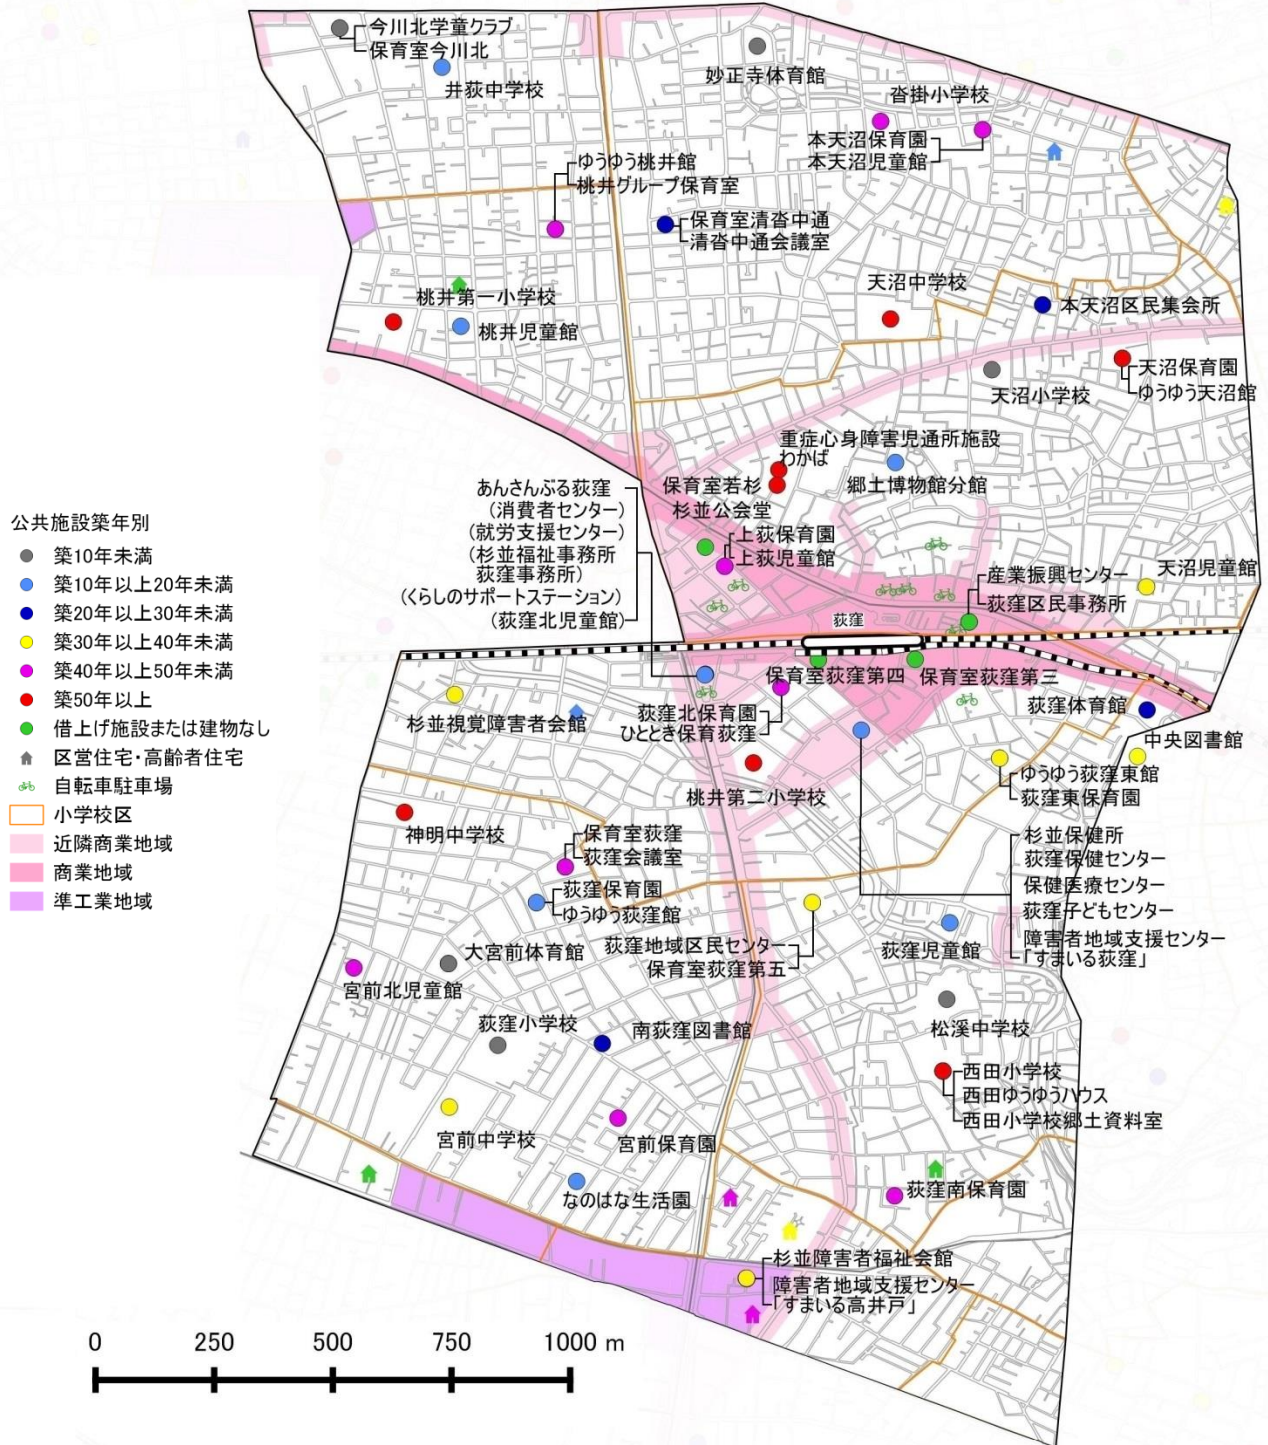 今川北学童クラブ
保育室今川北
井荻中学校
妙正寺体育館
沓掛小学校
本天沼保育園
本天沼児童館
ゆうゆう桃井館
桃井グループ保育室
保育室清沓中通
清沓中通会議室
天沼中学校
本天沼区民集会所
桃井第一小学校
桃井児童館
天沼小学校
天沼保育園
ゆうゆう天沼館
重症心身障害児通所施設
わかば
保育室若杉
郷土博物館分館
杉並公会堂
上荻保育園
上荻児童館
あんさんぶる荻窪
(消費者センター)
(就労支援センター)
(杉並福祉事務所
荻窪事務所)
(くらしのサポートステーション)
(荻窪北児童館)
産業振興センター
荻窪区民事務所
天沼児童館
荻窪
保育室荻窪第四
保育室荻窪第三
杉並視覚障害者会館
荻窪北保育園
ひととき保育荻窪
荻窪体育館
中央図書館
ゆうゆう荻窪東館
荻窪東保育園
桃井第二小学校
神明中学校
保育室荻窪
荻窪会議室
荻窪保育園
ゆうゆう荻窪館
杉並保健所
荻窪保健センター
保健医療センター
荻窪子どもセンター
障害者地域支援センター
「すまいる荻窪」
荻窪地域区民センター
保育室荻窪第五
荻窪児童館
大宮前体育館
宮前北児童館
荻窪小学校
南荻窪図書館
松溪中学校
西田小学校
西田ゆうゆうハウス
西田小学校郷土資料室
宮前中学校
宮前保育園
なのはな生活園
荻窪南保育園
杉並障害者福祉会館
障害者地域支援センター
「すまいる高井戸」
公共施設築年別
築10年未満
築10年以上20年未満
築20年以上30年未満
築30年以上40年未満
築40年以上50年未満
築50年以上
借上げ施設または建物なし
区営住宅・高齢者住宅
自転車駐車場
小学校区
近隣商業地域
商業地域
準工業地域
0 250 500 750 1000 m